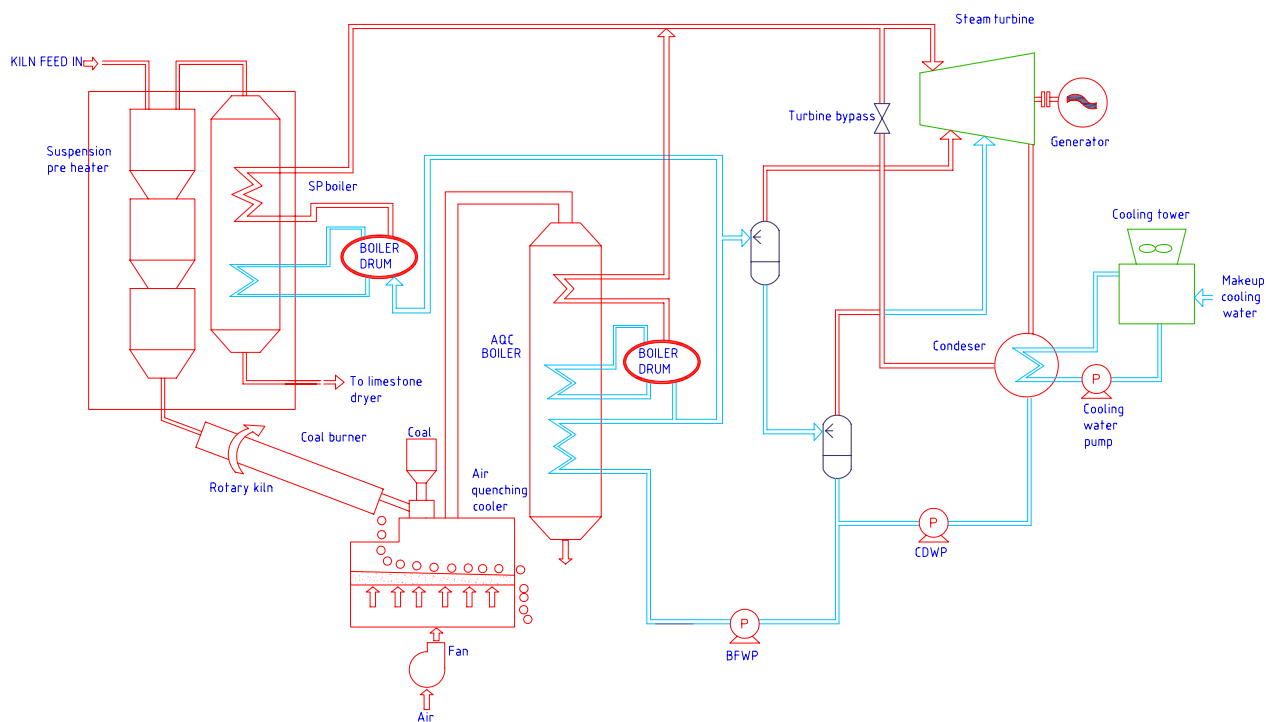 Steam turbine
KILN FEED IN
Turbine bypass
Generator
Suspension
pre heater
SP boiler
Cooling tower
BOILER
DRUM
Makeup
cooling
water
AQC
BOILER
Condeser
BOILER
DRUM
To limestone
dryer
P
Cooling
water
pump
Coal burner
Coal
Rotary kiln
Air
quenching
cooler
P
CDWP
P
BFWP
Fan
Air